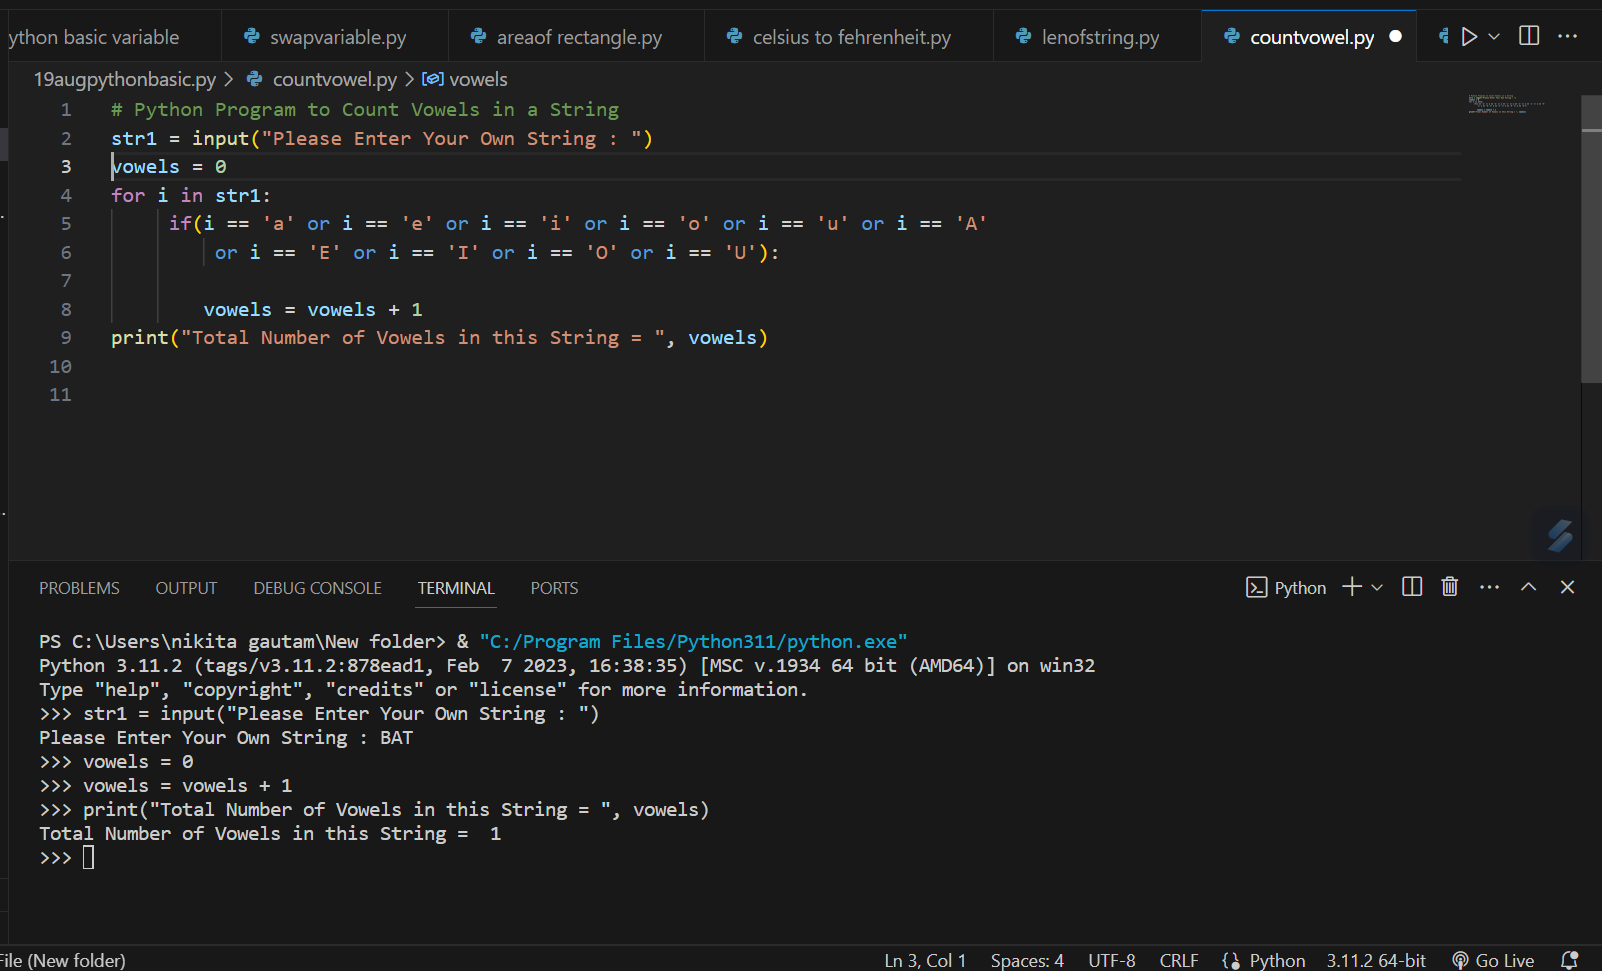 ython basic variable swapvariable.py areaof rectangle.py celsius to fehrenheit.py lenofstring.py countvowel.py
19augpythonbasic.py > countvowel.py > vowels
1 # Python Program to Count Vowels in a String
2 str1 = input("Please Enter Your Own String : ")
3 vowels = 0
4 for i in str1:
5 if(i == 'a' or i == 'e' or i == 'i' or i == 'o' or i == 'u' or i == 'A'
6 or i == 'E' or i == 'I' or i == 'O' or i == 'U'):
7
8 vowels = vowels + 1
9 print("Total Number of Vowels in this String = ", vowels)
10
11
PROBLEMS OUTPUT DEBUG CONSOLE TERMINAL PORTS Python
PS C:\Users\nikita gautam\New folder> & "C:/Program Files/Python311/python.exe"
Python 3.11.2 (tags/v3.11.2:878ead1, Feb  7 2023, 16:38:35) [MSC v.1934 64 bit (AMD64)] on win32
Type "help", "copyright", "credits" or "license" for more information.
>>> str1 = input("Please Enter Your Own String : ")
Please Enter Your Own String : BAT
>>> vowels = 0
>>> vowels = vowels + 1
>>> print("Total Number of Vowels in this String = ", vowels)
Total Number of Vowels in this String =  1
>>>
File (New folder) Ln 3, Col 1 Spaces: 4 UTF-8 CRLF Python 3.11.2 64-bit Go Live